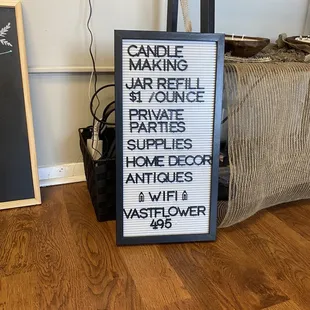 CANDLE
MAKING
JAR REFILL
$1 /OUNCE
PRIVATE
PARTIES
SUPPLIES
HOME DECOR
ANTIQUES
WIFI
VASTFLOWER
495